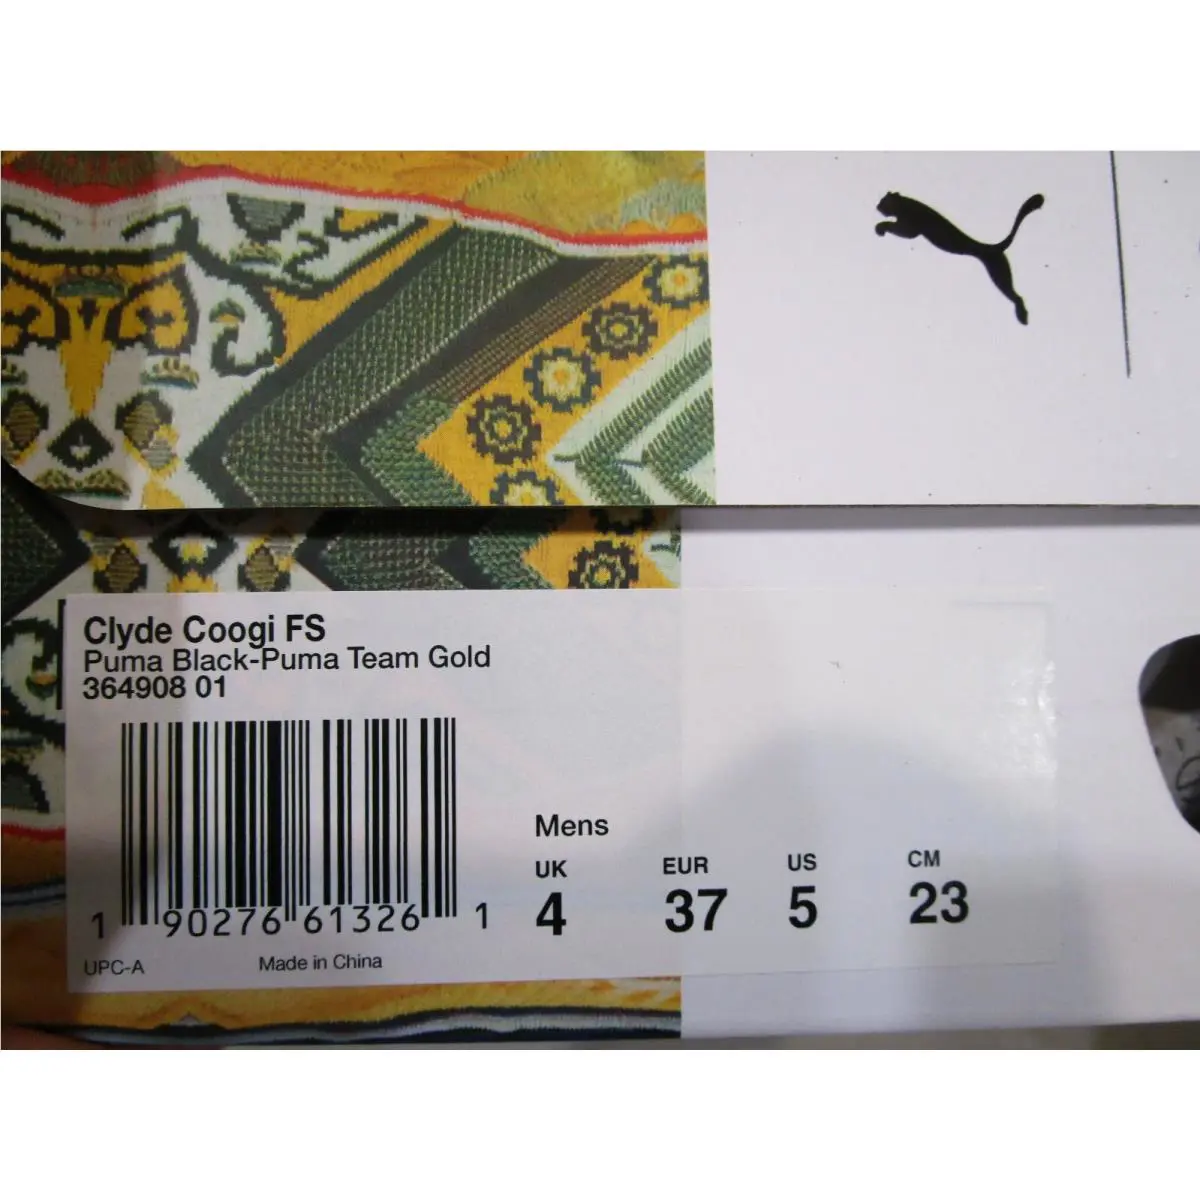 Clyde Coogi FS
Puma Black-Puma Team Gold
364908 01
Mens
UK EUR US CM
4 37 5 23
1 90276 61326 1
UPC-A Made in China